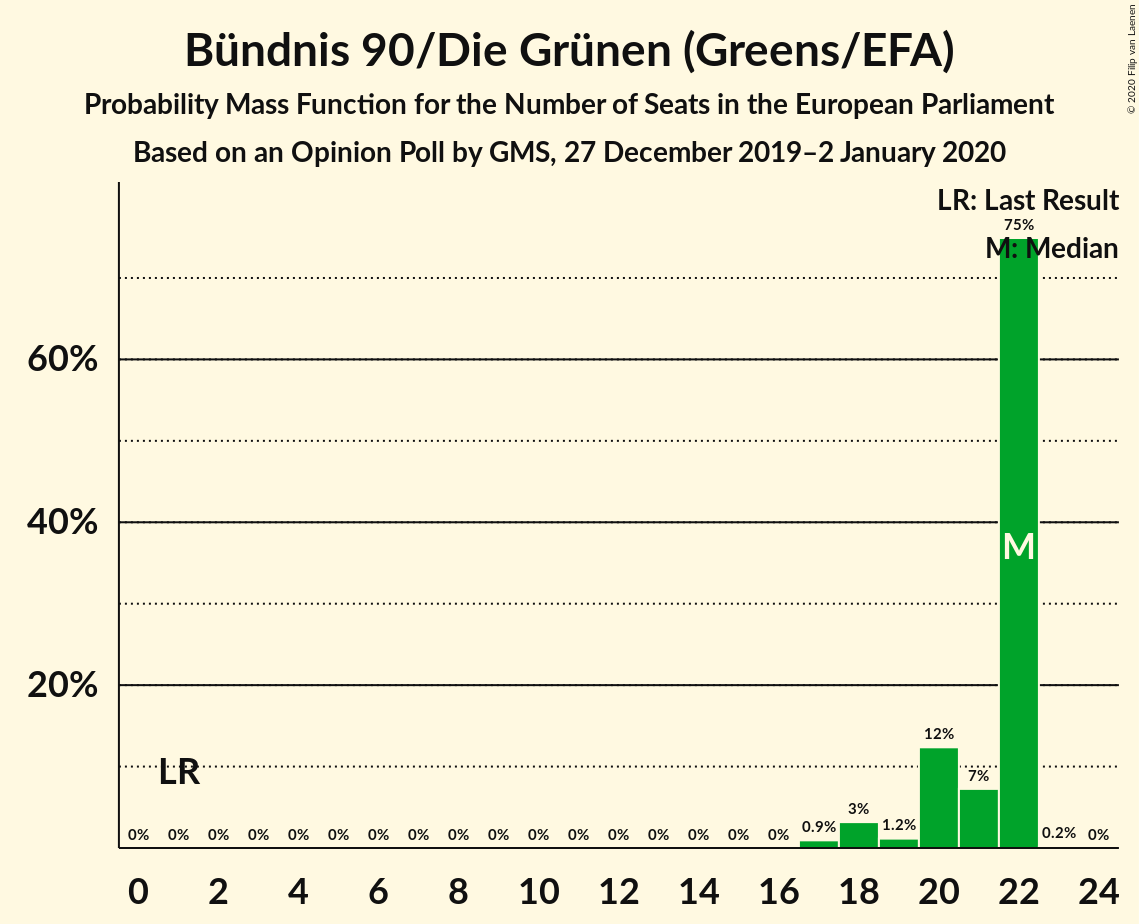 Bündnis 90/Die Grünen (Greens/EFA)
Probability Mass Function for the Number of Seats in the European Parliament
Based on an Opinion Poll by GMS, 27 December 2019–2 January 2020
© 2020 Filip van Laenen
LR: Last Result
75%
M: Median
60%
40%
M
20%
12%
LR
7%
0% 0% 0% 0% 0% 0% 0% 0% 0% 0% 0% 0% 0% 0% 0% 0% 0% 0.9% 3% 1.2% 0.2% 0%
0 2 4 6 8 10 12 14 16 18 20 22 24